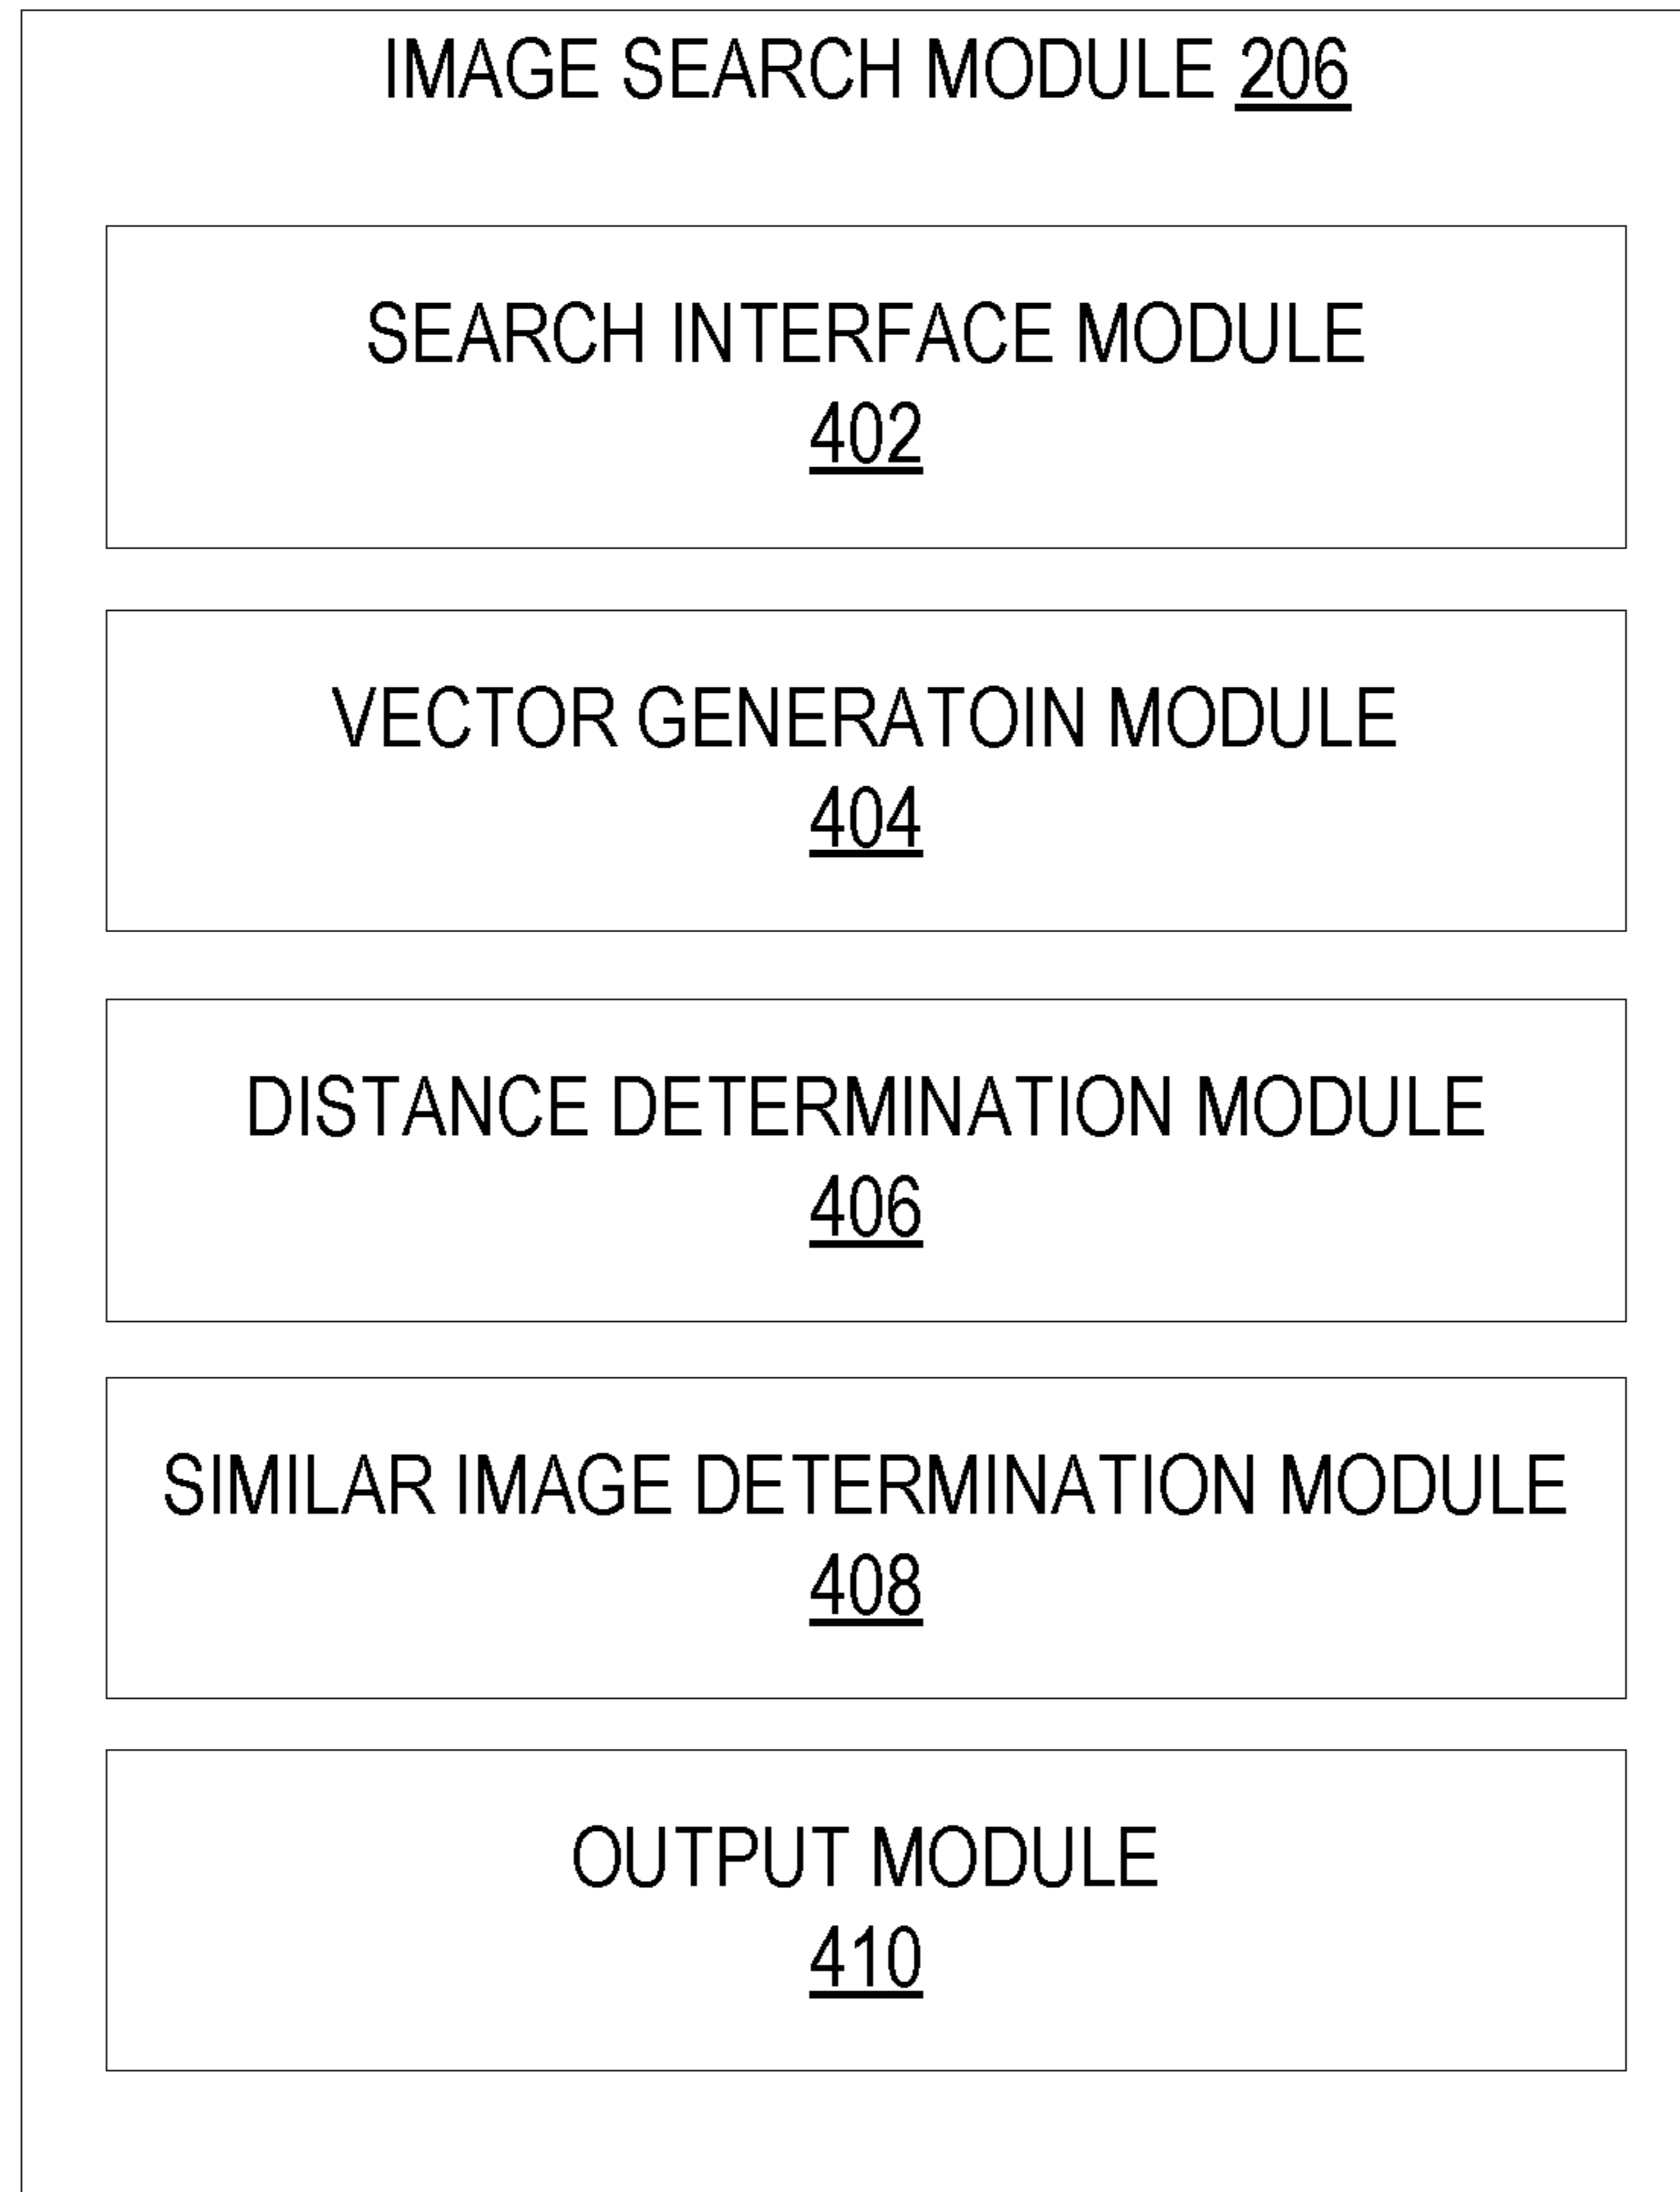 IMAGE SEARCH MODULE 206
SEARCH INTERFACE MODULE
402
VECTOR GENERATOIN MODULE
404
DISTANCE DETERMINATION MODULE
406
SIMILAR IMAGE DETERMINATION MODULE
408
OUTPUT MODULE
410